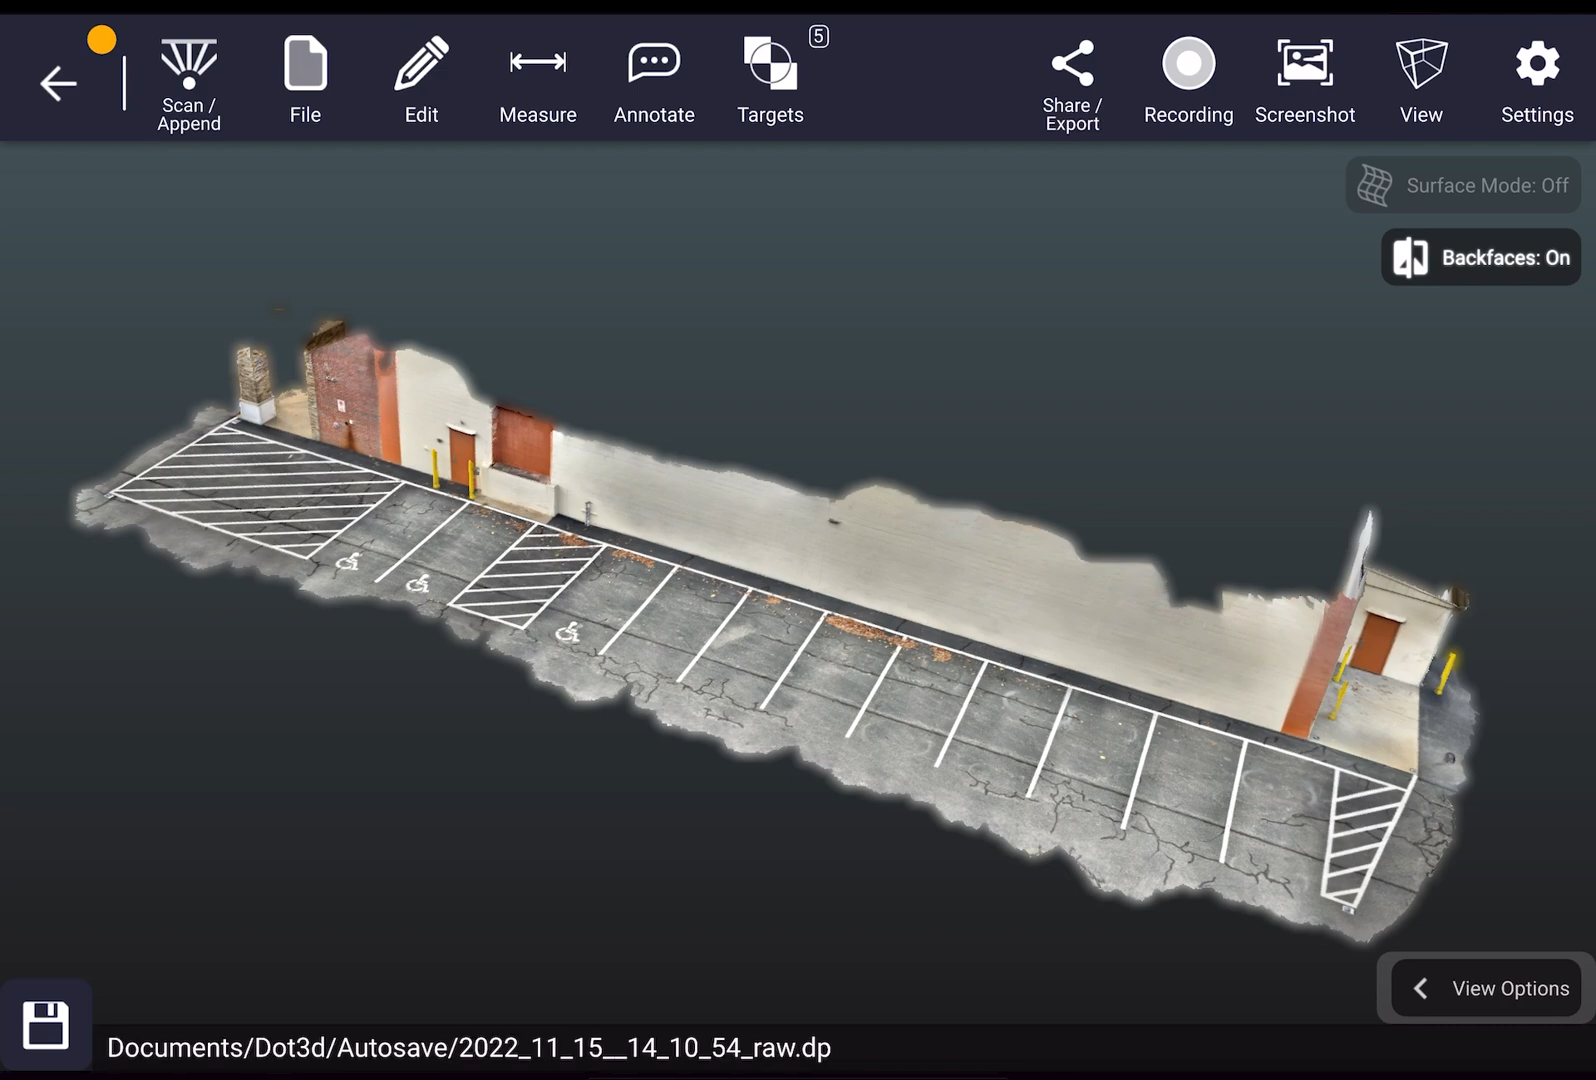 Scan /
Append
File
Edit
Measure
Annotate
Targets
5
Share /
Export
Recording
Screenshot
View
Settings
Surface Mode: Off
Backfaces: On
View Options
Documents/Dot3d/Autosave/2022_11_15__14_10_54_raw.dp